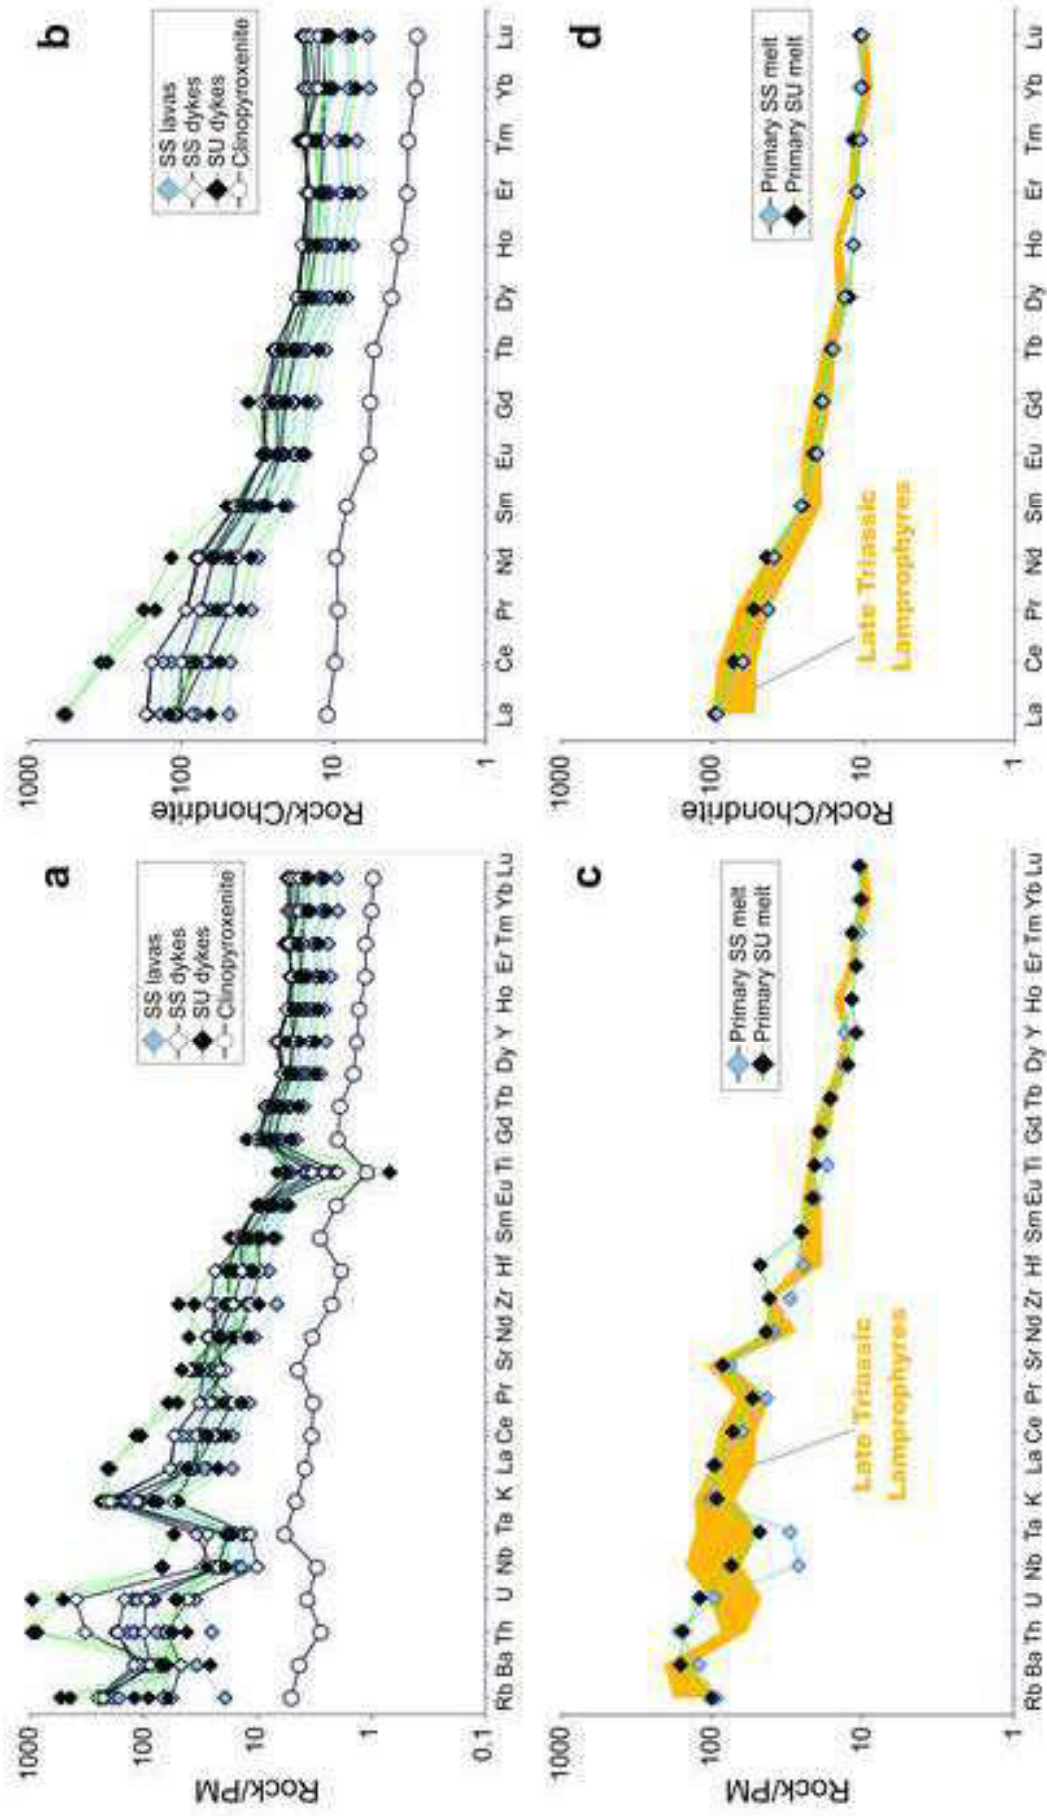 a
Rock/PM
1000
100
10
1
0.1
SS lavas
SS dykes
SU dykes
Clinopyroxenite
Rb Ba Th U Nb Ta K La Ce Pr Sr Nd Zr Hf Sm Eu Ti Gd Tb Dy Y Ho Er Tm Yb Lu
b
Rock/Chondrite
1000
100
10
1
SS lavas
SS dykes
SU dykes
Clinopyroxenite
La Ce Pr Nd Sm Eu Gd Tb Dy Ho Er Tm Yb Lu
c
Rock/PM
1000
100
10
1
Primary SS melt
Primary SU melt
Late Triassic
Lamprophyres
Rb Ba Th U Nb Ta K La Ce Pr Sr Nd Zr Hf Sm Eu Ti Gd Tb Dy Y Ho Er Tm Yb Lu
d
Rock/Chondrite
1000
100
10
1
Primary SS melt
Primary SU melt
Late Triassic
Lamprophyres
La Ce Pr Nd Sm Eu Gd Tb Dy Ho Er Tm Yb Lu